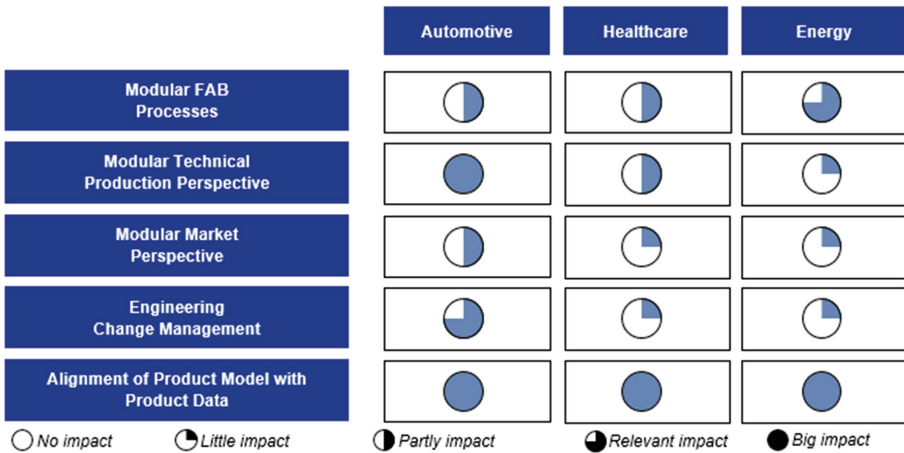 Automotive Healthcare Energy
Modular FAB
Processes
Modular Technical
Production Perspective
Modular Market
Perspective
Engineering
Change Management
Alignment of Product Model with
Product Data
No impact Little impact Partly impact Relevant impact Big impact